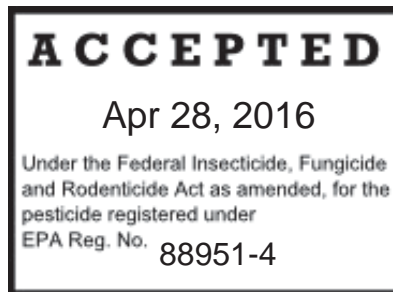 ACCEPTED
Apr 28, 2016
Under the Federal Insecticide, Fungicide
and Rodenticide Act as amended, for the
pesticide registered under
EPA Reg. No. 88951-4